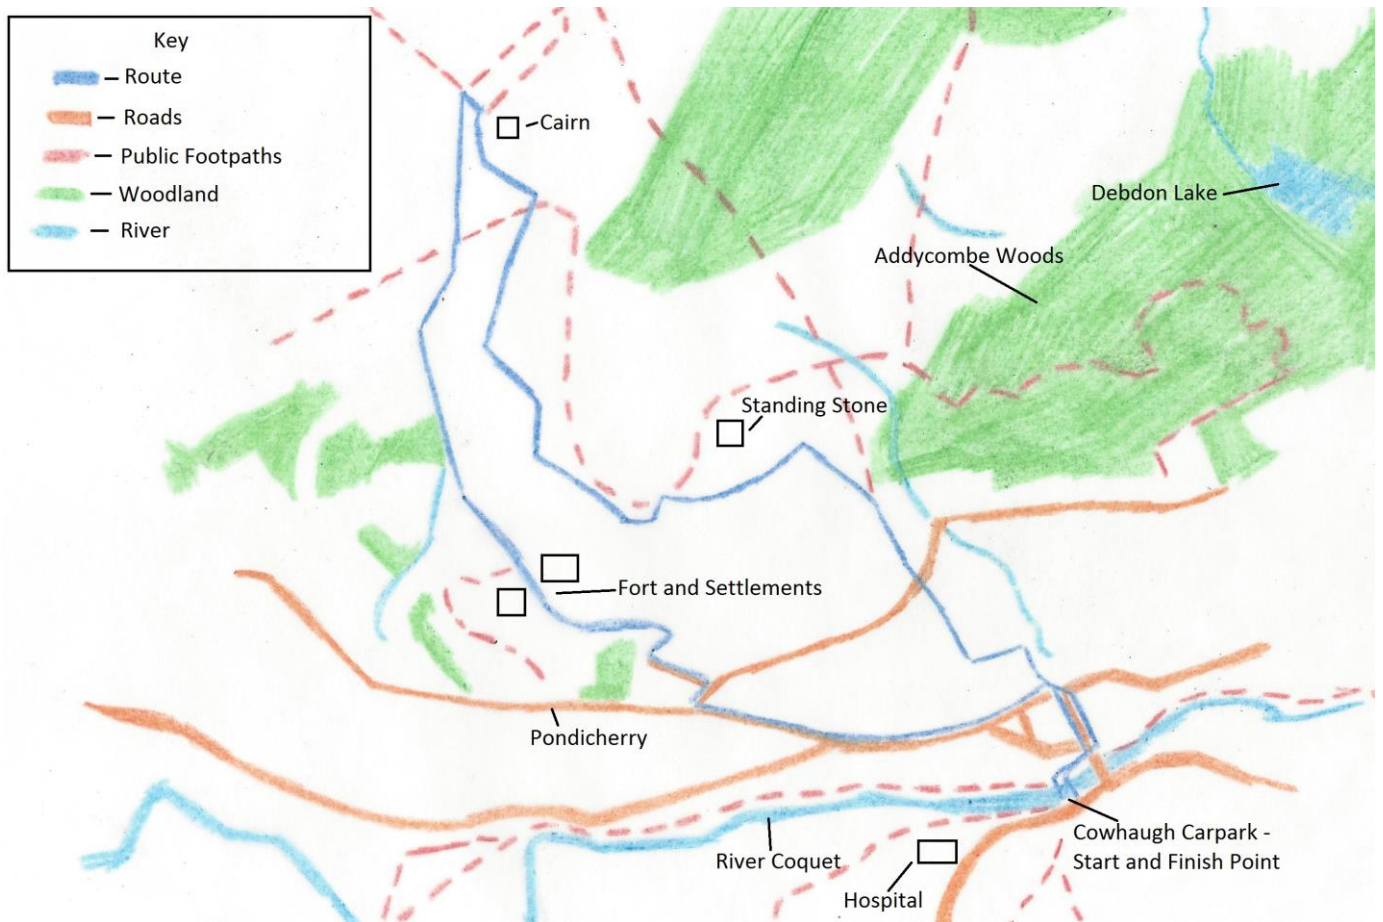 Key
– Route
– Roads
– Public Footpaths
– Woodland
– River
Cairn
Debdon Lake
Addycombe Woods
Standing Stone
Fort and Settlements
Pondicherry
River Coquet
Cowhaugh Carpark -
Start and Finish Point
Hospital